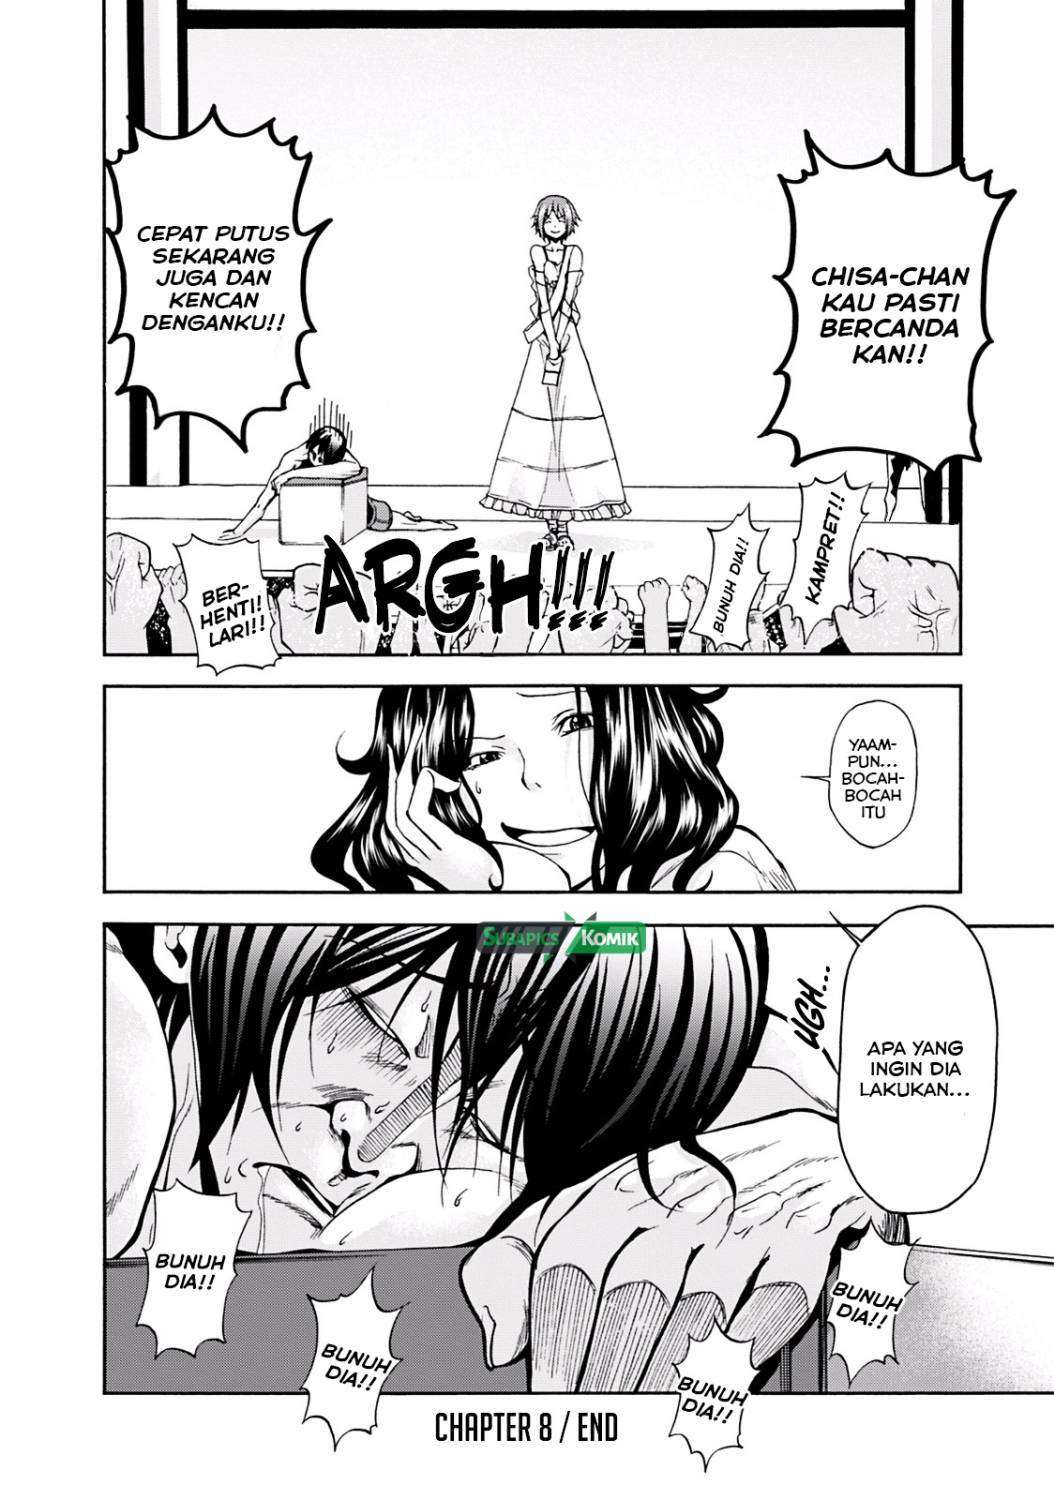 CHISA-CHAN
KAU PASTI
BERCANDA
KAN!!
CEPAT PUTUS
SEKARANG
JUGA DAN
KENCAN
DENGANKU!!
KAMPRET!!
BUNUH DIA!!
ARGH!!!
BER-
HENTI!
LARI!!
YAAM-
PUN...
BOCAH-
BOCAH
ITU
SUBAPICS KOMIK
UGH...
APA YANG
INGIN DIA
LAKUKAN...
BUNUH
DIA!!
BUNUH
DIA!!
BUNUH
DIA!!
BUNUH
DIA!!
CHAPTER 8 / END